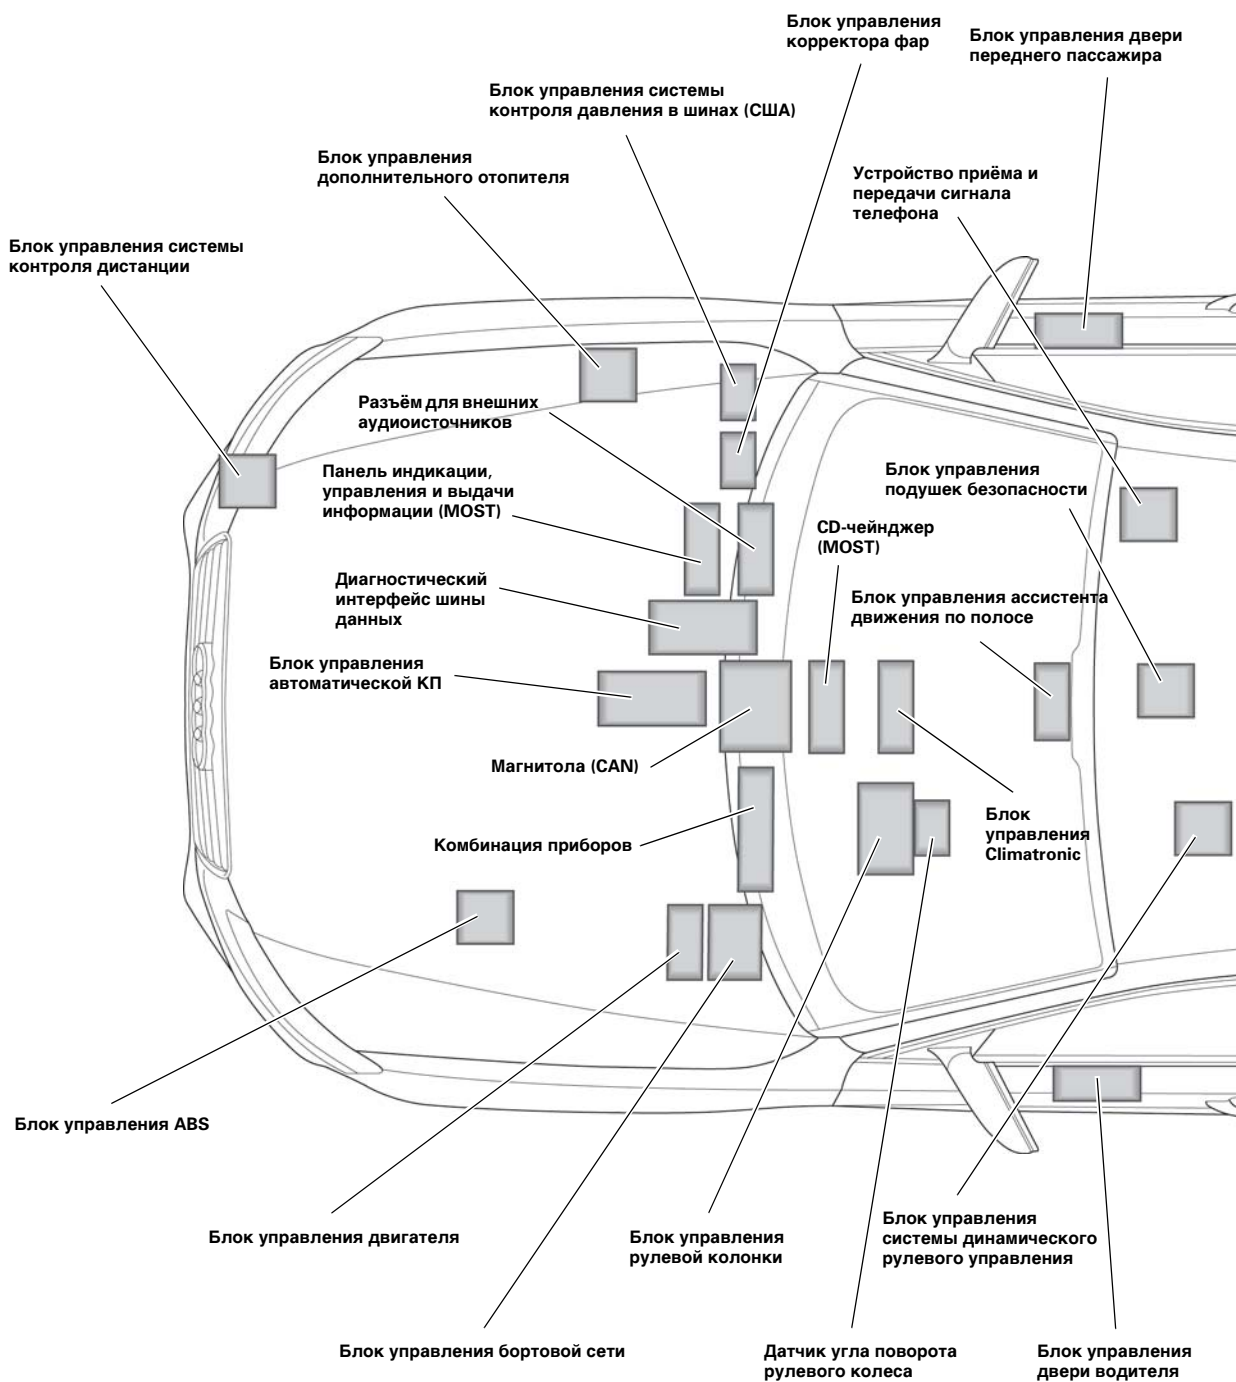 Блок управления
корректора фар
Блок управления двери
переднего пассажира
Блок управления системы
контроля давления в шинах (США)
Блок управления
дополнительного отопителя
Устройство приёма и
передачи сигнала
телефона
Блок управления системы
контроля дистанции
Разъём для внешних
аудиоисточников
Панель индикации,
управления и выдачи
информации (MOST)
Блок управления
подушек безопасности
CD-чейнджер
(MOST)
Диагностический
интерфейс шины
данных
Блок управления ассистента
движения по полосе
Блок управления
автоматической КП
Магнитола (CAN)
Комбинация приборов
Блок
управления
Climatronic
Блок управления ABS
Блок управления двигателя
Блок управления
рулевой колонки
Блок управления
системы динамического
рулевого управления
Блок управления бортовой сети
Датчик угла поворота
рулевого колеса
Блок управления
двери водителя